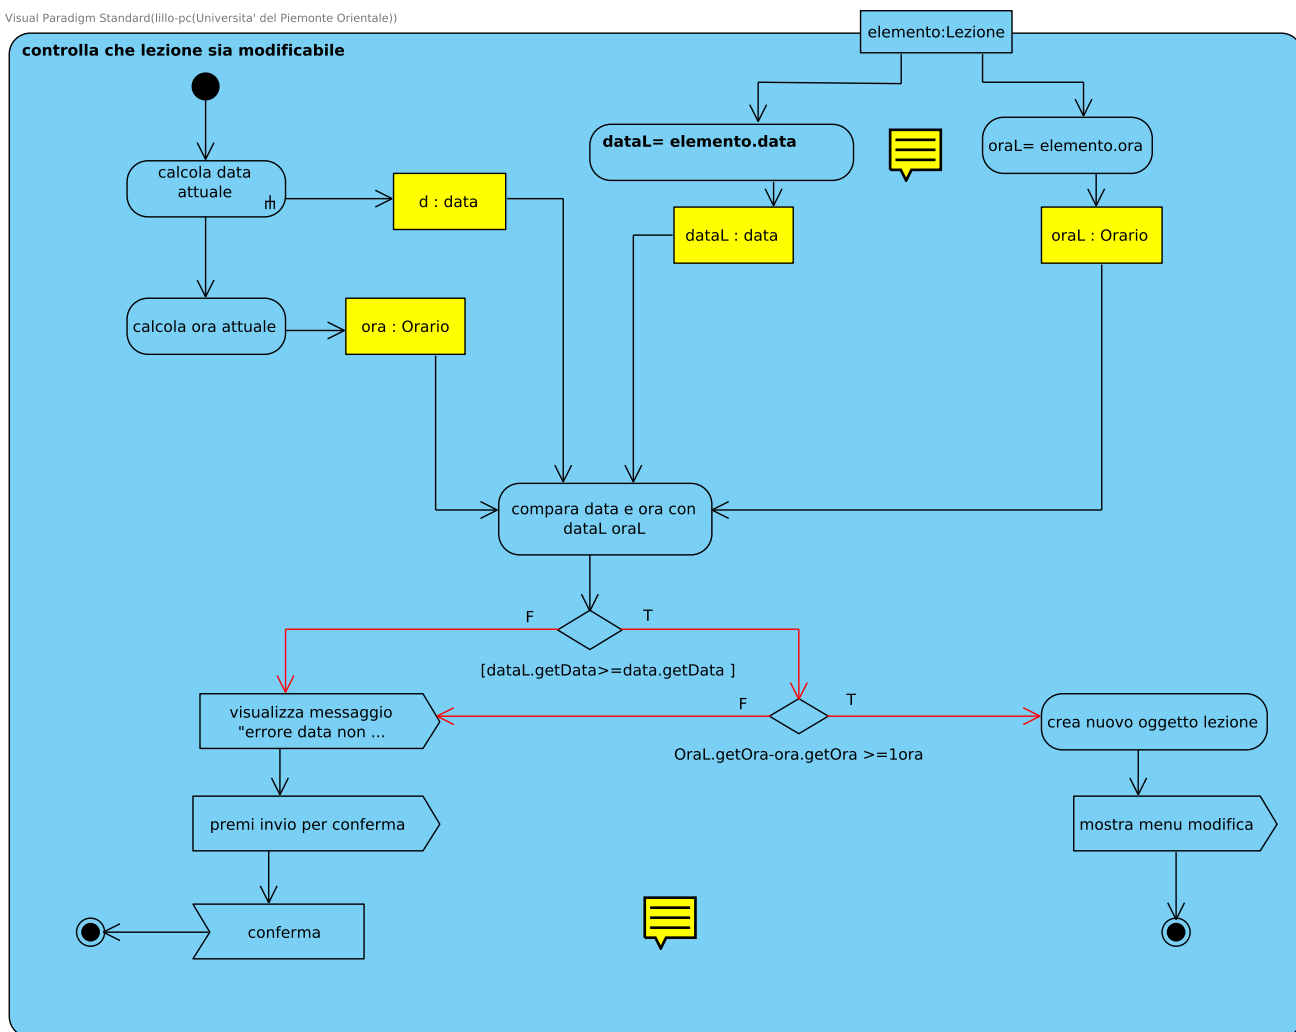 Visual Paradigm Standard(lillo-pc(Universita' del Piemonte Orientale))
elemento:Lezione
controlla che lezione sia modificabile
dataL= elemento.data
oraL= elemento.ora
calcola data
attuale
d : data
dataL : data
oraL : Orario
calcola ora attuale
ora : Orario
compara data e ora con
dataL oraL
F
T
[dataL.getData>=data.getData ]
F
T
visualizza messaggio
"errore data non ...
crea nuovo oggetto lezione
OraL.getOra-ora.getOra >=1ora
premi invio per conferma
mostra menu modifica
conferma